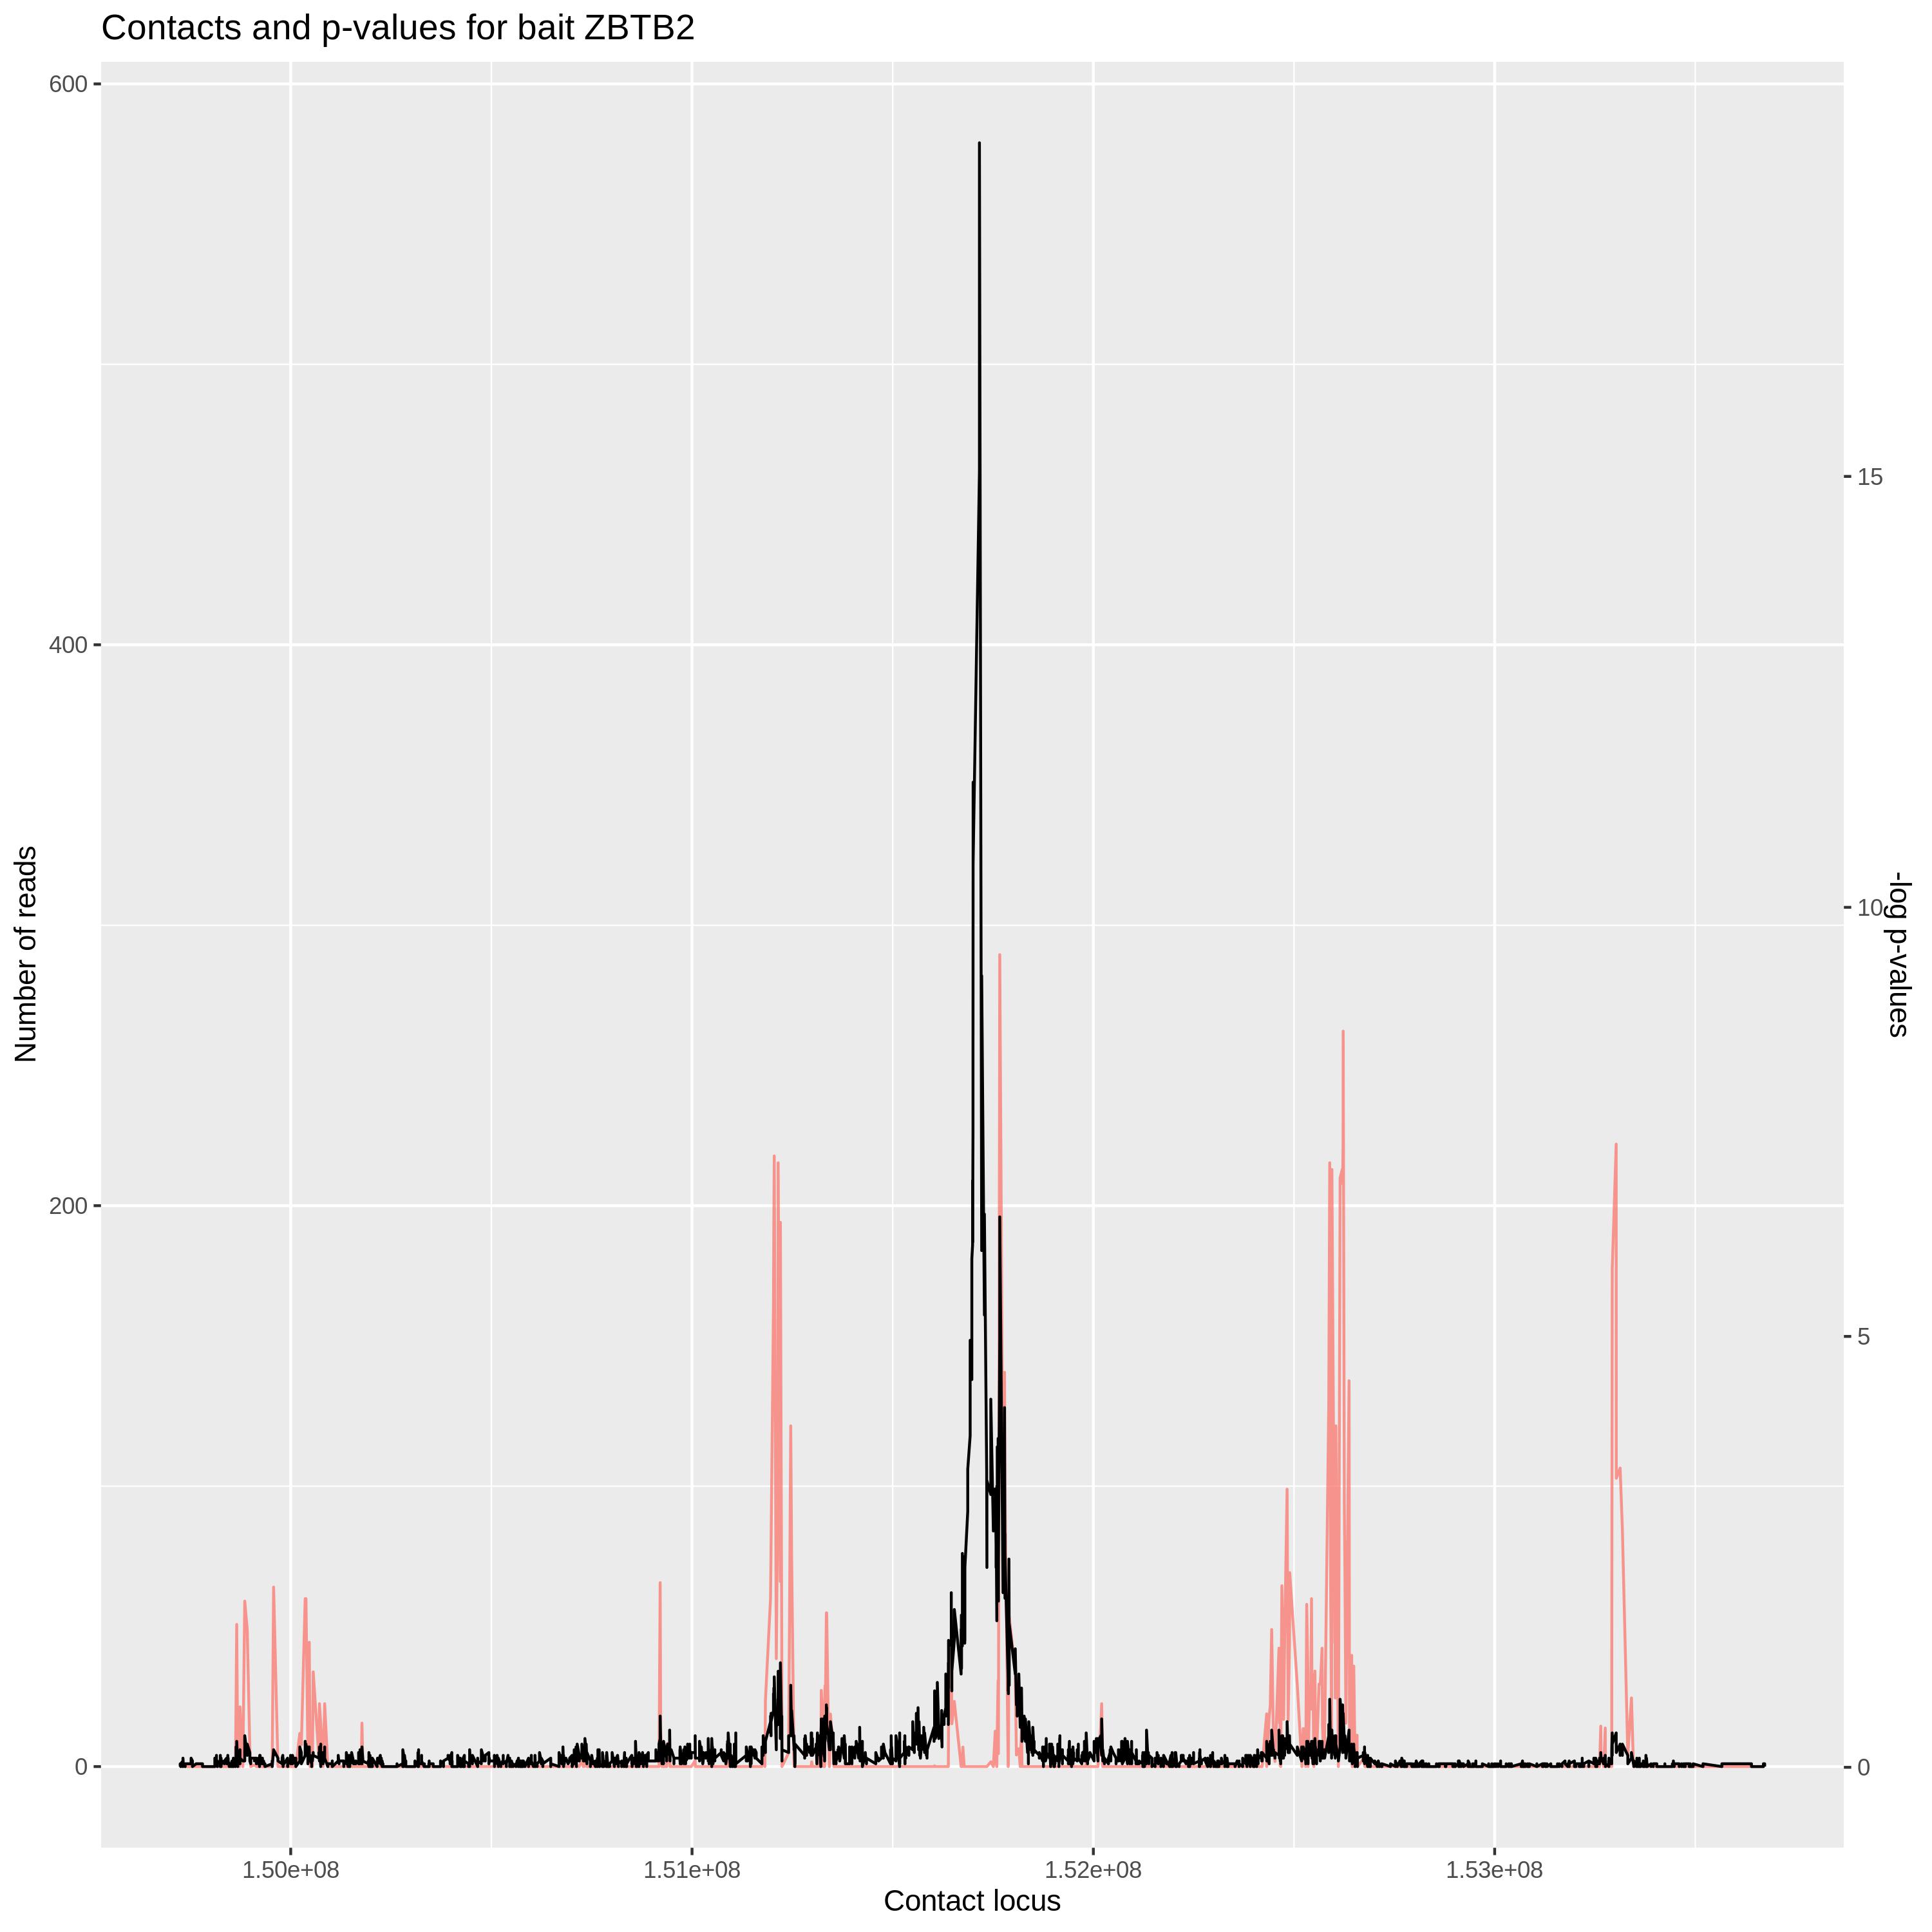 Contacts and p-values for bait ZBTB2
600
400
200
0
Number of reads
15
10
5
0
-log p-values
1.50e+08
1.51e+08
1.52e+08
1.53e+08
Contact locus